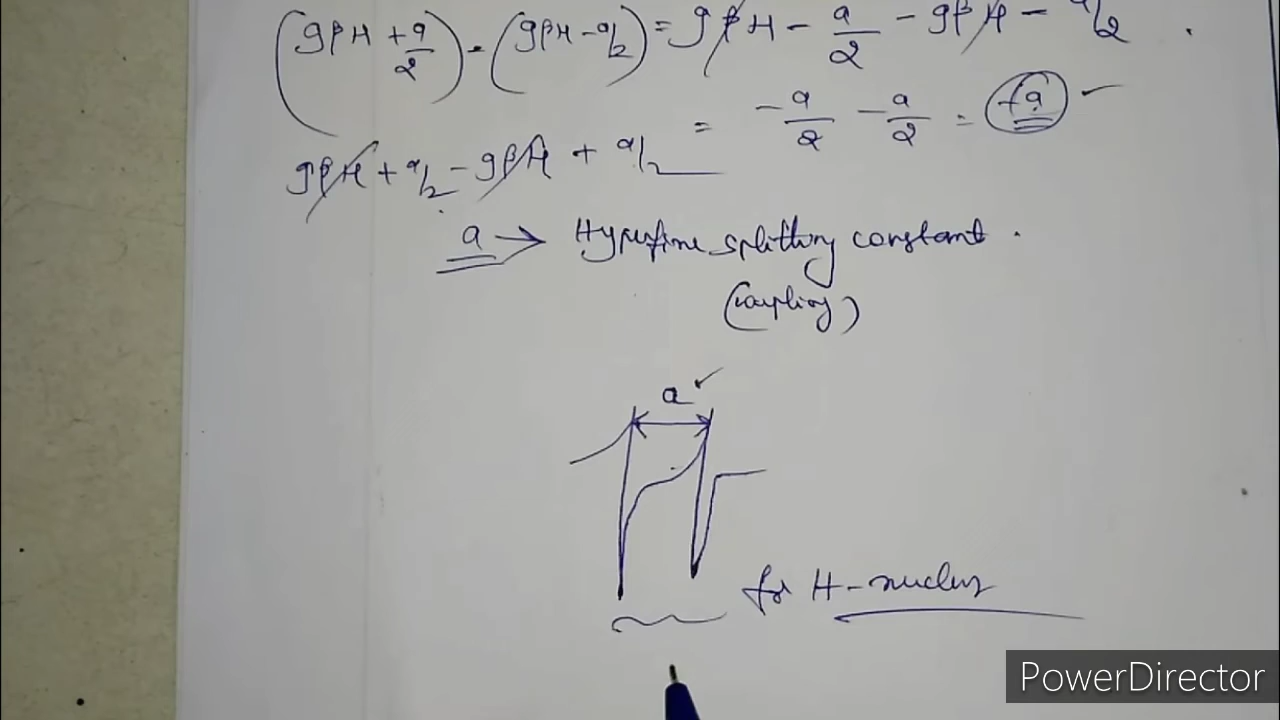 (gβH + a/2) - (gβH - a/2) = gβH - a/2 - gβH - a/2
= -a/2 - a/2 = -a
gβH + a/2 - gβH + a/2
a → Hyperfine splitting constant.
(coupling)
a
for H-nucleus
PowerDirector